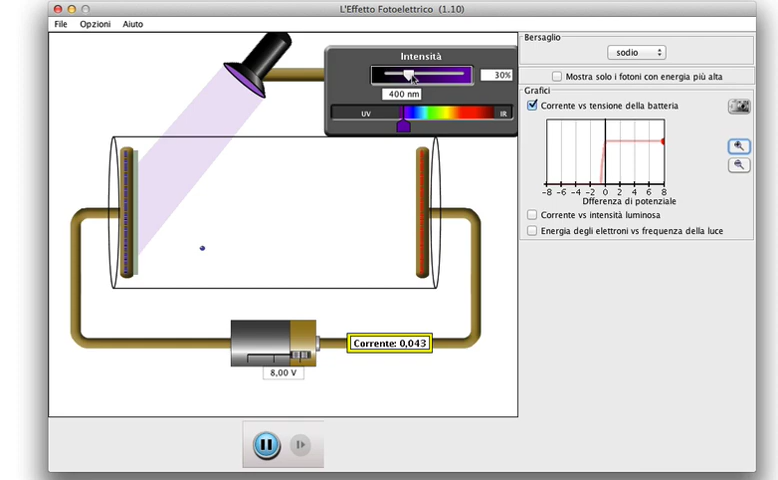 L'Effetto Fotoelettrico (1.10)
File Opzioni Aiuto
Intensità
30%
400 nm
UV IR
Corrente: 0,043
8,00 V
Bersaglio
sodio
Mostra solo i fotoni con energia più alta
Grafici
Corrente vs tensione della batteria
-8 -6 -4 -2 0 2 4 6 8
Dfferenza di potenziale
Corrente vs intensità luminosa
Energia degli elettroni vs frequenza della luce